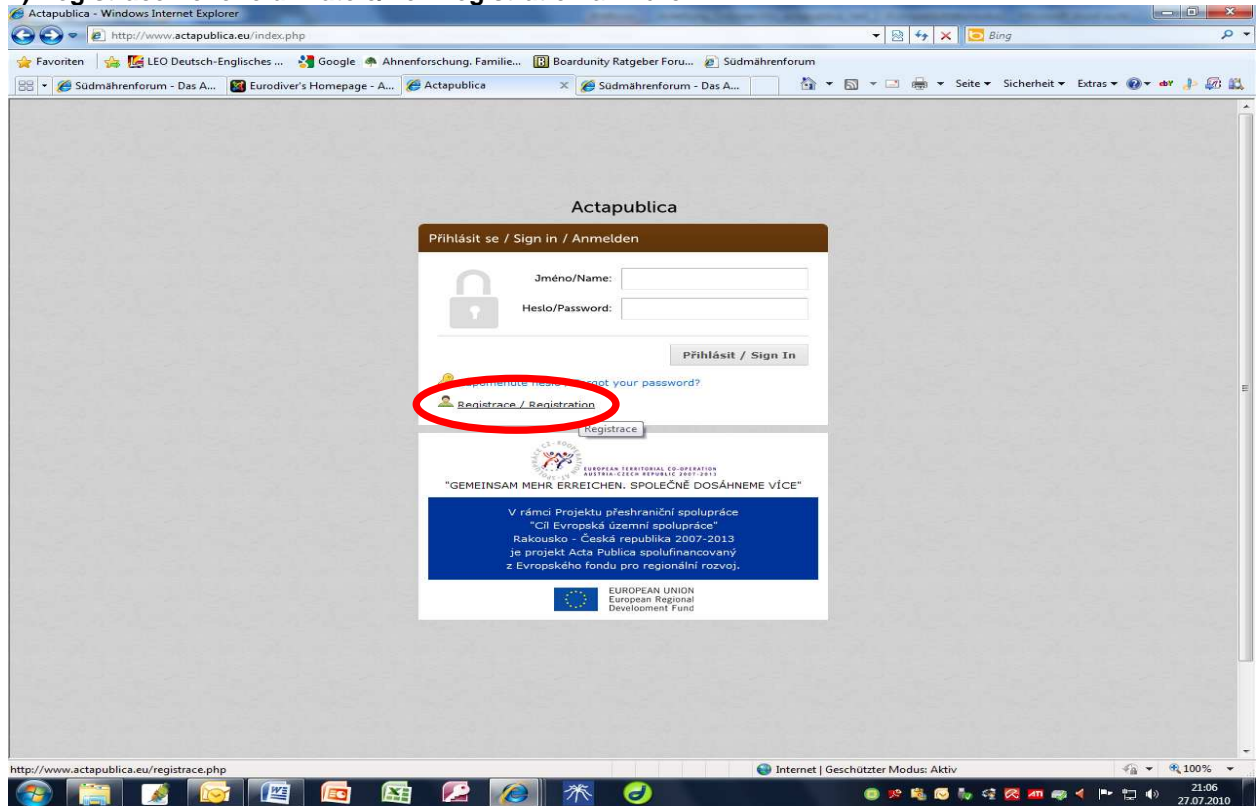 Actapublica - Windows Internet Explorer
http://www.actapublica.eu/index.php
Bing
Favoriten
LEO Deutsch-Englisches ...
Google
Ahnenforschung. Familie...
Boardunity Ratgeber Foru...
Südmährenforum
Südmährenforum - Das A...
Eurodiver's Homepage - A...
Actapublica
Südmährenforum - Das A...
Seite
Sicherheit
Extras
Actapublica
Přihlásit se / Sign in / Anmelden
Jméno/Name:
Heslo/Password:
Přihlásit / Sign In
your password?
Registrace / Registration
Registrace
EUROPEAN TERRITORIAL CO-OPERATION
AUSTRIA-CZECH REPUBLIC 2007-2013
"GEMEINSAM MEHR ERREICHEN. SPOLEČNĚ DOSÁHNEME VÍCE"
V rámci Projektu přeshraniční spolupráce
"Cíl Evropská územní spolupráce"
Rakousko - Česká republika 2007-2013
je projekt Acta Publica spolufinancovaný
z Evropského fondu pro regionální rozvoj.
EUROPEAN UNION
European Regional
Development Fund
http://www.actapublica.eu/registrace.php
Internet | Geschützter Modus: Aktiv
100%
21:06
27.07.2010